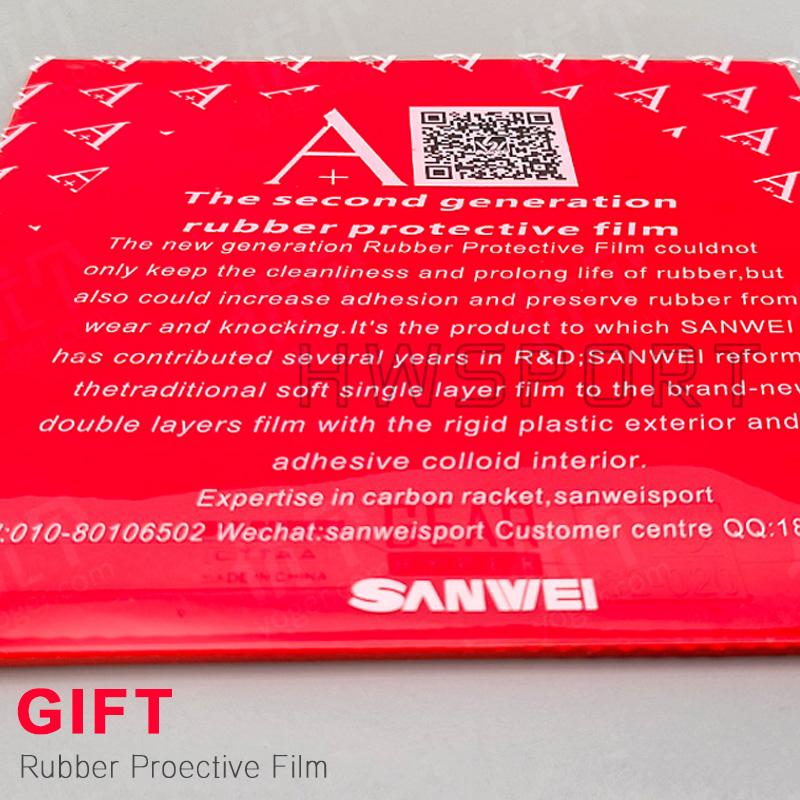 A+
The second generation
rubber protective film
The new generation Rubber Protective Film couldnot
only keep the cleanliness and prolong life of rubber,but
also could increase adhesion and preserve rubber from
wear and knocking.It's the product to which SANWEI
has contributed several years in R&D;SANWEI reform
thetraditional soft single layer film to the brand-new
double layers film with the rigid plastic exterior and
adhesive colloid interior.
HWSPORT
Expertise in carbon racket,sanweisport
:010-80106502 Wechat:sanweisport Customer centre QQ:18
GEAR
CTTAA
MADE IN CHINA
SANWEI
GIFT
Rubber Proective Film